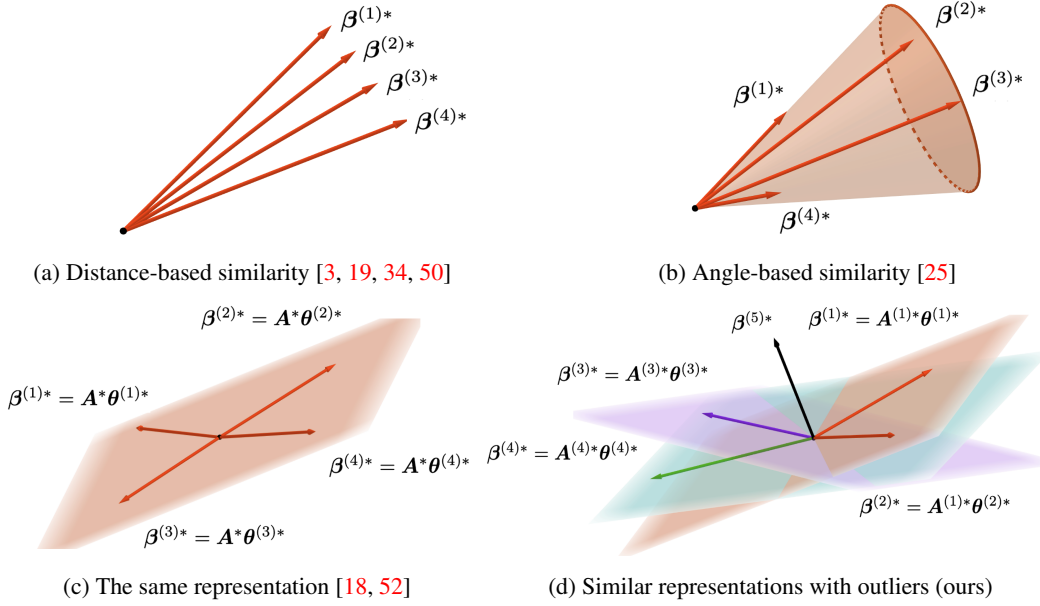 β^(1)*
β^(2)*
β^(3)*
β^(4)*
(a) Distance-based similarity [3, 19, 34, 50]
β^(2)*
β^(1)*
β^(3)*
β^(4)*
(b) Angle-based similarity [25]
β^(2)* = A*θ^(2)*
β^(1)* = A*θ^(1)*
β^(4)* = A*θ^(4)*
β^(3)* = A*θ^(3)*
(c) The same representation [18, 52]
β^(5)*
β^(1)* = A^(1)*θ^(1)*
β^(3)* = A^(3)*θ^(3)*
β^(4)* = A^(4)*θ^(4)*
β^(2)* = A^(1)*θ^(2)*
(d) Similar representations with outliers (ours)